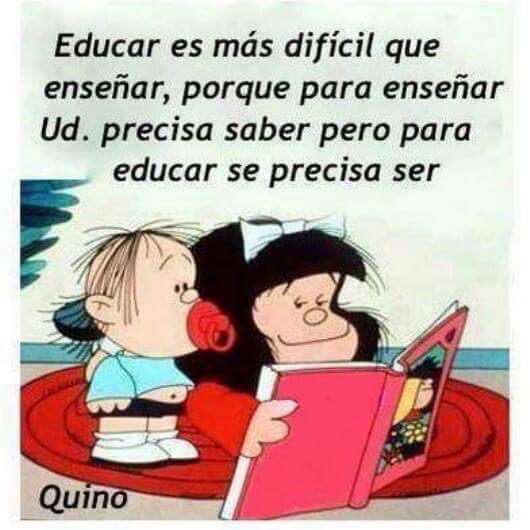 Educar es más difícil que
enseñar, porque para enseñar
Ud. precisa saber pero para
educar se precisa ser
Quino